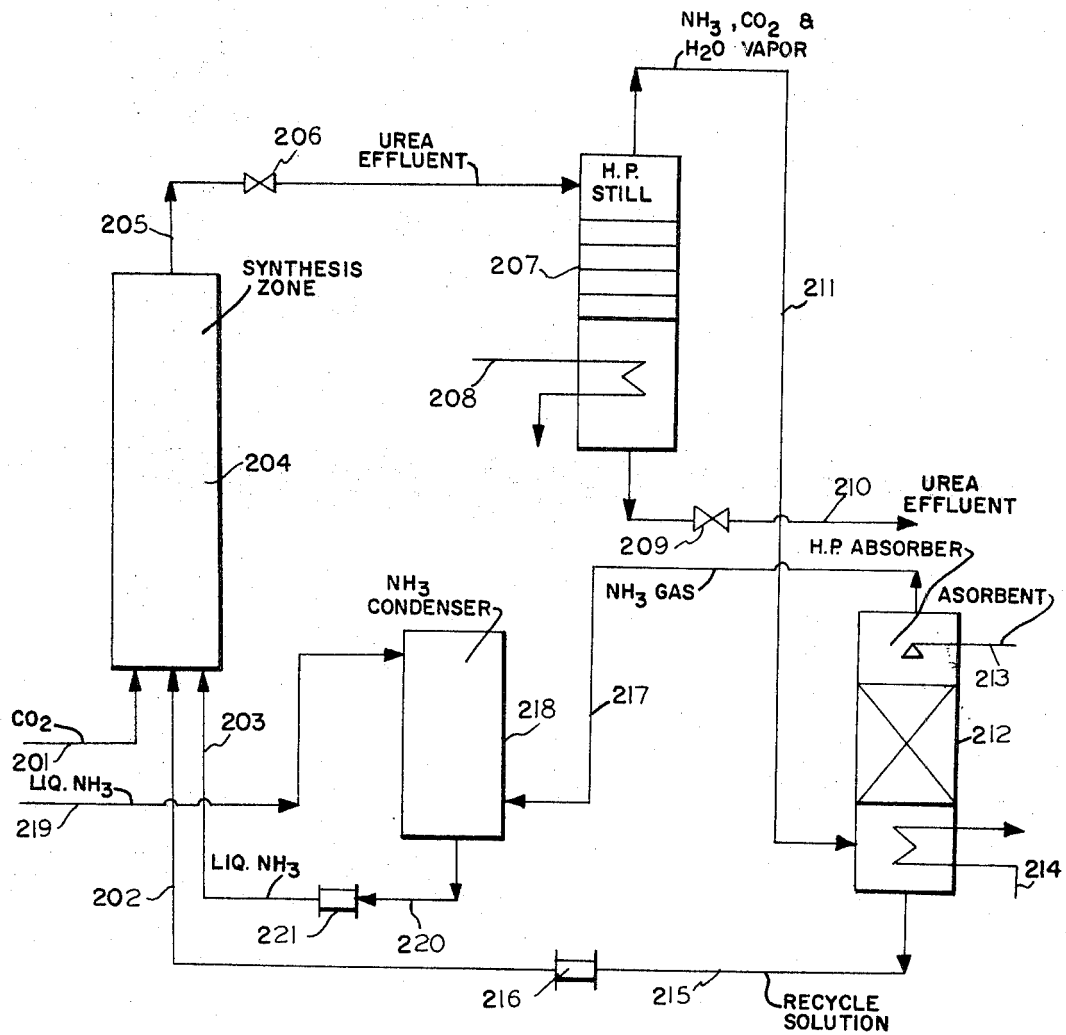 NH3, CO2 &
H2O VAPOR
206
UREA
EFFLUENT
H.P.
STILL
205
SYNTHESIS
ZONE
207
211
208
204
210
UREA
EFFLUENT
209
H.P. ABSORBER
NH3 GAS
ASORBENT
NH3
CONDENSER
213
203
217
218
212
CO2
201
LIQ. NH3
219
LIQ. NH3
202
214
221
220
216
215
RECYCLE
SOLUTION